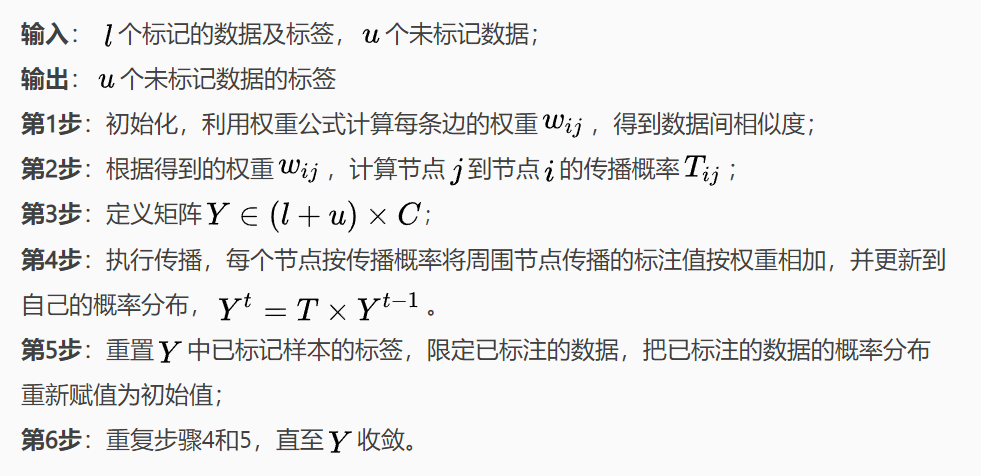 输入： l 个标记的数据及标签， u 个未标记数据；
输出： u 个未标记数据的标签
第1步：初始化，利用权重公式计算每条边的权重 w_{ij} ，得到数据间相似度；
第2步：根据得到的权重 w_{ij} ，计算节点 j 到节点 i 的传播概率 T_{ij} ；
第3步：定义矩阵 Y ∈ (l + u) × C；
第4步：执行传播，每个节点按传播概率将周围节点传播的标注值按权重相加，并更新到
自己的概率分布， Y^t = T × Y^{t-1} 。
第5步：重置 Y 中已标记样本的标签，限定已标注的数据，把已标注的数据的概率分布
重新赋值为初始值；
第6步：重复步骤4和5，直至 Y 收敛。